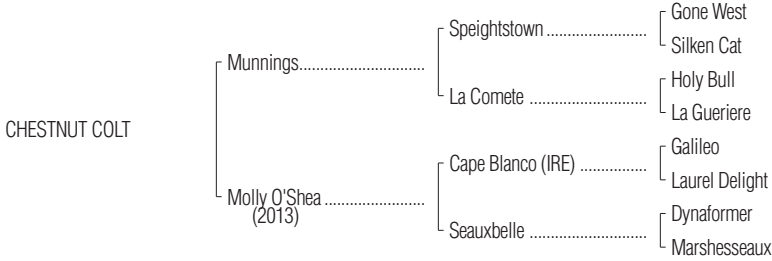 Gone West
Speightstown
Silken Cat
Munnings
Holy Bull
La Comete
La Gueriere
CHESTNUT COLT
Galileo
Cape Blanco (IRE)
Laurel Delight
Molly O'Shea
(2013)
Dynaformer
Seauxbelle
Marshesseaux